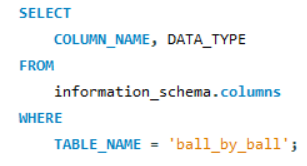 SELECT
COLUMN_NAME, DATA_TYPE
FROM
information_schema.columns
WHERE
TABLE_NAME = 'ball_by_ball';